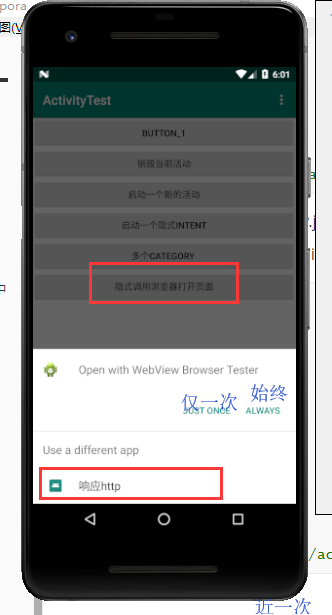 pora
图(V
6:01
ActivityTest
BUTTON_1
销毁当前活动
启动一个新的活动
启动一个隐式INTENT
多个CATEGORY
隐式调用浏览器打开页面
Open with WebView Browser Tester
仅一次 始终
JUST ONCE ALWAYS
Use a different app
响应http
/ac
近一次